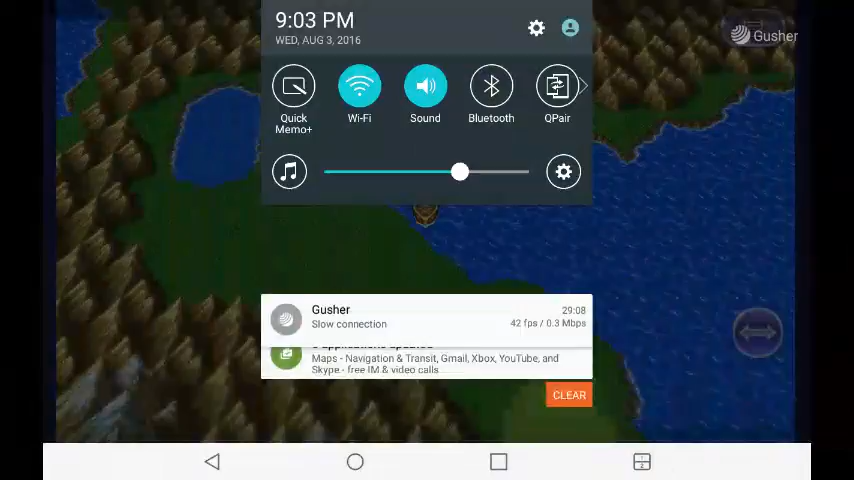 9:03 PM
WED, AUG 3, 2016
Gusher
Quick
Memo+
Wi-Fi
Sound
Bluetooth
QPair
Gusher
29:08
Slow connection
42 fps / 0.3 Mbps
applications updated
Maps - Navigation & Transit, Gmail, Xbox, YouTube, and
Skype - free IM & video calls
CLEAR